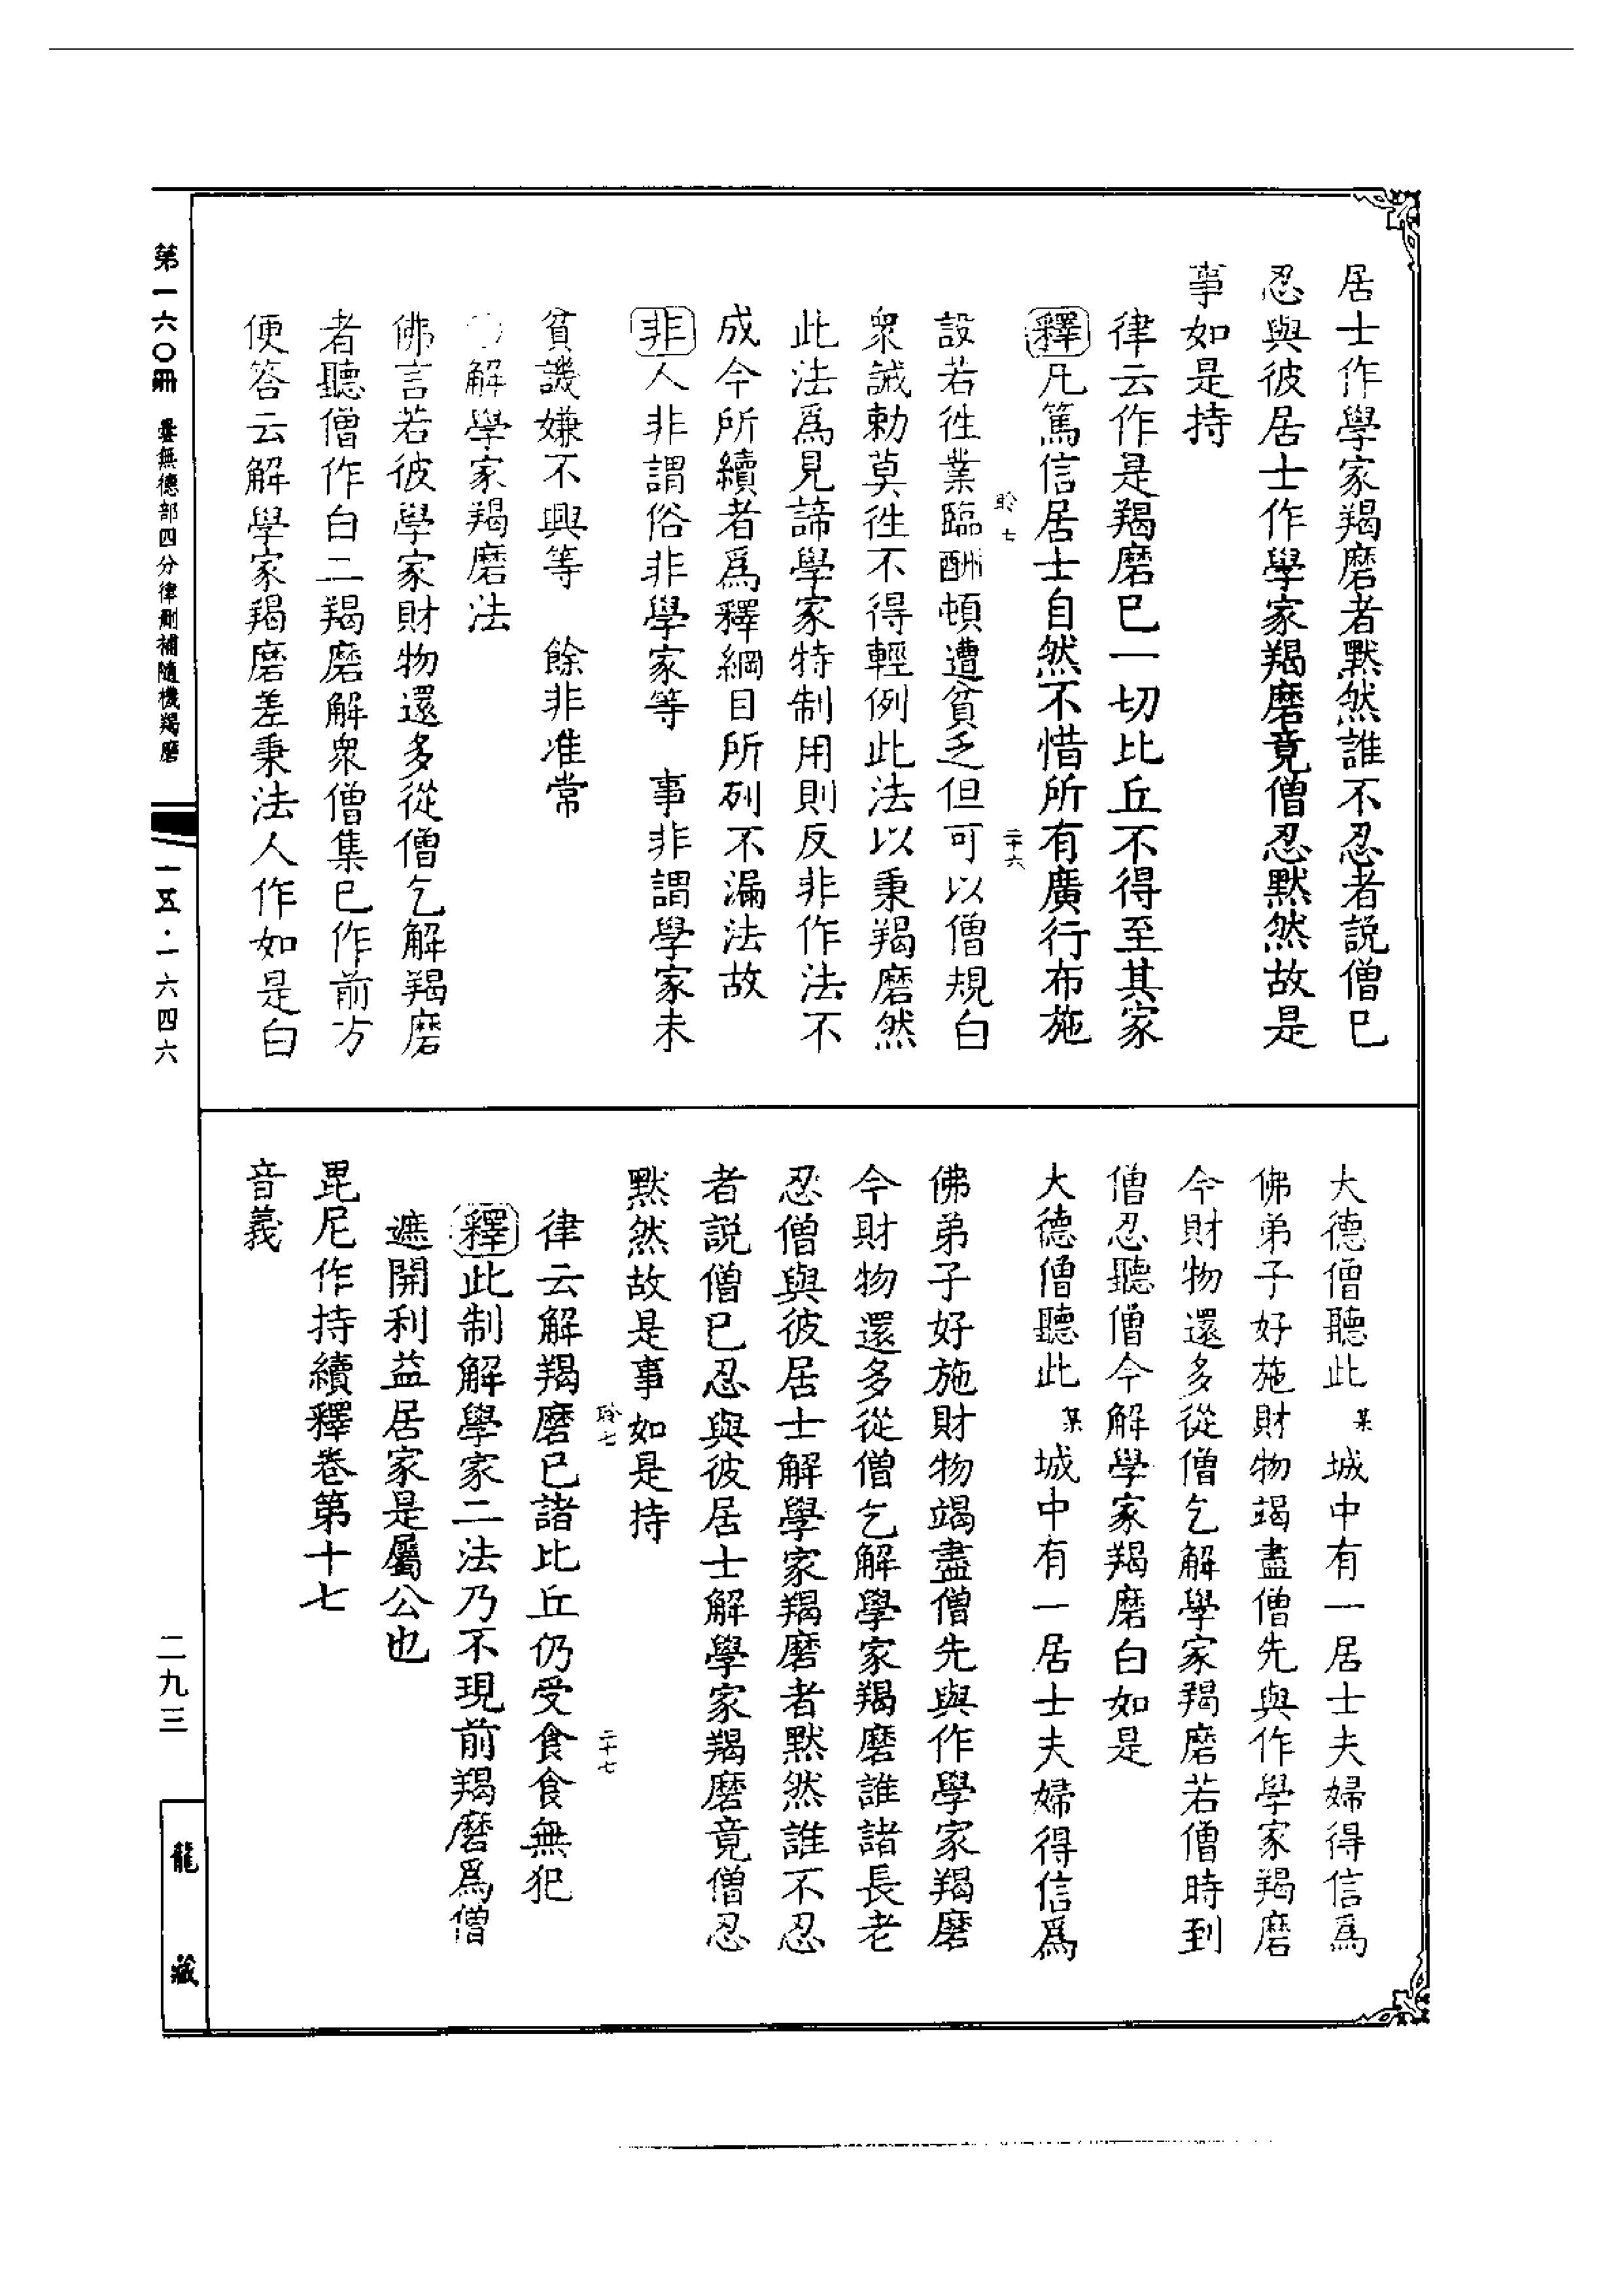 居士作學家羯磨者默然誰不忍者説僧已
忍與彼居士作學家羯磨竟僧忍默然故是
事如是持
律云作是羯磨已一切比丘不得至其家
釋凡篤信居士自然不惜所有廣行布施
聆七
二十六
設若徃業臨酬頓遭貧乏但可以僧規白
衆誡勅莫徃不得輕例此法以秉羯磨然
此法爲見諦學家特制用則反非作法不
成今所續者爲釋綱目所列不漏法故
非人非謂俗非學家等　事非謂學家未
貧譏嫌不興等　餘非准常
解學家羯磨法
佛言若彼學家財物還多從僧乞解羯磨
者聽僧作白二羯磨解衆僧集已作前方
便答云解學家羯磨差秉法人作如是白
大德僧聽此某城中有一居士夫婦得信爲
佛弟子好施財物竭盡僧先與作學家羯磨
今財物還多從僧乞解學家羯磨若僧時到
僧忍聽僧今解學家羯磨白如是
大德僧聽此某城中有一居士夫婦得信爲
佛弟子好施財物竭盡僧先與作學家羯磨
今財物還多從僧乞解學家羯磨誰諸長老
忍僧與彼居士解學家羯磨者默然誰不忍
者説僧已忍與彼居士解學家羯磨竟僧忍
默然故是事如是持
聆七
二十七
律云解羯磨已諸比丘仍受食食無犯
釋此制解學家二法乃不現前羯磨爲僧
遮開利益居家是屬公也
毘尼作持續釋卷第十七
音義
第一六〇冊　曇無德部四分律刪補隨機羯磨
一五·一六四六
二九三
龍藏